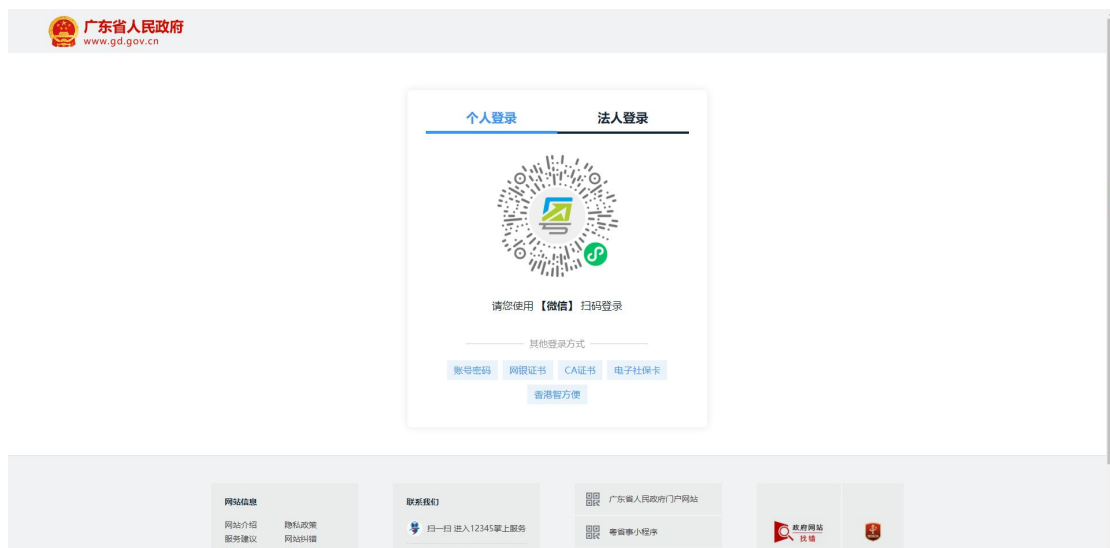 广东省人民政府
www.gd.gov.cn
个人登录 法人登录
请您使用【微信】扫码登录
其他登录方式
账号密码 网银证书 CA证书 电子社保卡
香港智方便
网站信息
网站介绍 隐私政策
服务建议 网站纠错
联系我们
扫一扫 进入12345掌上服务
广东省人民政府门户网站
粤省事小程序
政府网站
找错